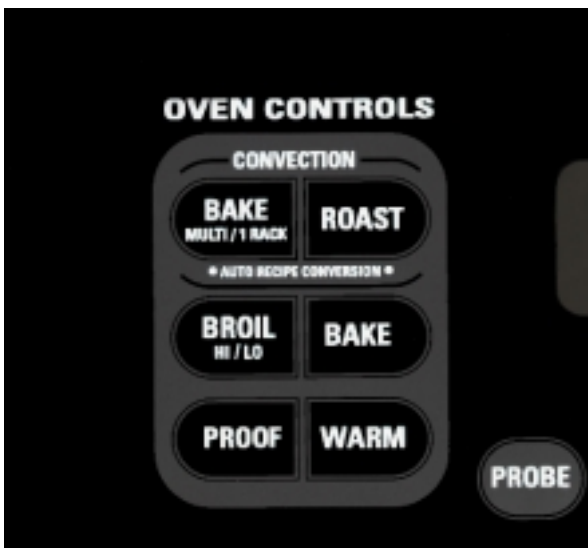 OVEN CONTROLS
CONVECTION
BAKE
MULTI / 1 RACK
ROAST
• AUTO RECIPE CONVERSION •
BROIL
HI / LO
BAKE
PROOF
WARM
PROBE